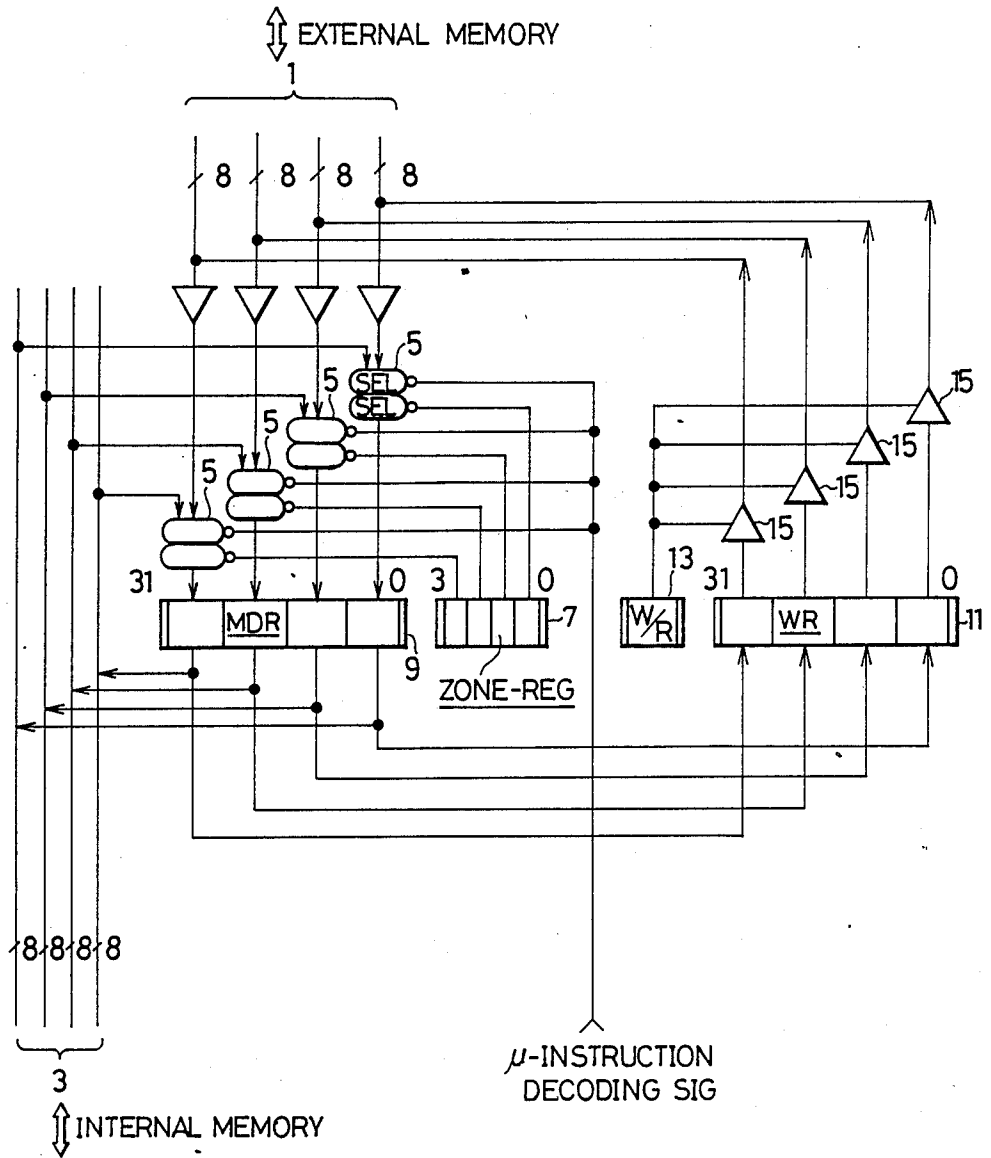 EXTERNAL MEMORY
1
8 8 8 8
5
SEL
SEL
5
5
5
15
15
15
15
31 0 3 0 13 31 0
MDR W/R WR
9 7 11
ZONE-REG
8 8 8 8
3
μ-INSTRUCTION
DECODING SIG
INTERNAL MEMORY